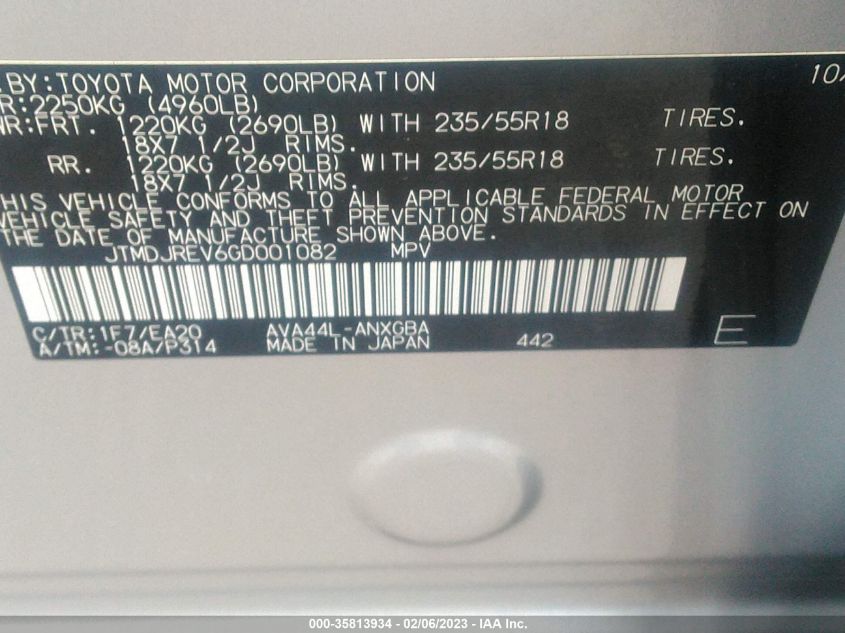 BY:TOYOTA MOTOR CORPORATION 10/
R:2250KG (4960LB)
WR:FRT. 1220KG (2690LB) WITH 235/55R18 TIRES.
18X7 1/2J RIMS.
RR. 1220KG (2690LB) WITH 235/55R18 TIRES.
18X7 1/2J RIMS.
HIS VEHICLE CONFORMS TO ALL APPLICABLE FEDERAL MOTOR
VEHICLE SAFETY AND THEFT PREVENTION STANDARDS IN EFFECT ON
THE DATE OF MANUFACTURE SHOWN ABOVE.
JTMDJREV6GD001082 MPV
C/TR:1F7/EA20 AVA44L-ANXGBA
A/TM:-08A/P314 MADE IN JAPAN 442 E
000-35813934 - 02/06/2023 - IAA Inc.